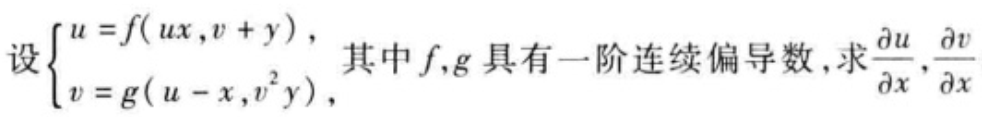 设{u = f(ux, v + y), v = g(u - x, v²y), 其中 f,g 具有一阶连续偏导数,求∂u/∂x, ∂v/∂x